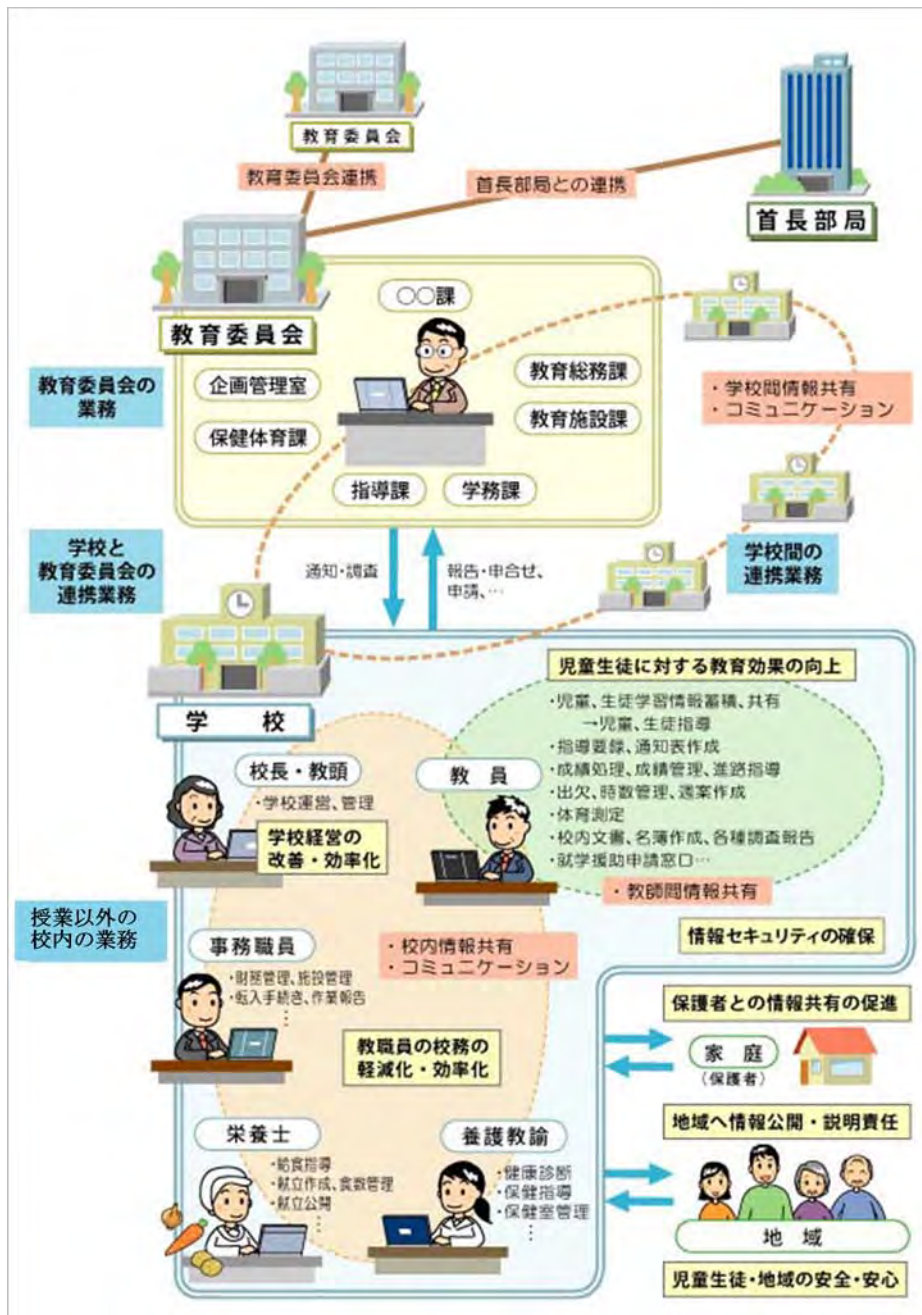 教育委員会
教育委員会連携
首長部局との連携
首長部局
教育委員会
○○課
企画管理室
教育総務課
保健体育課
教育施設課
指導課
学務課
教育委員会の
業務
・学校間情報共有
・コミュニケーション
学校と
教育委員会の
連携業務
通知・調査
報告・申合せ、
申請、…
学校間の
連携業務
学 校
児童生徒に対する教育効果の向上
・児童、生徒学習情報蓄積、共有
→児童、生徒指導
・指導要録、通知表作成
・成績処理、成績管理、進路指導
・出欠、時数管理、週案作成
・体育測定
・校内文書、名簿作成、各種調査報告
・就学援助申請窓口…
教 員
・教師間情報共有
校長・教頭
・学校運営、管理
学校経営の
改善・効率化
授業以外の
校内の業務
情報セキュリティの確保
事務職員
・財務管理、施設管理
・転入手続き、作業報告
⋮
・校内情報共有
・コミュニケーション
教職員の校務の
軽減化・効率化
保護者との情報共有の促進
家 庭
(保護者)
栄養士
・給食指導
・献立作成、食数管理
・献立公開
⋮
養護教諭
・健康診断
・保健指導
・保健室管理
⋮
地域へ情報公開・説明責任
地 域
児童生徒・地域の安全・安心